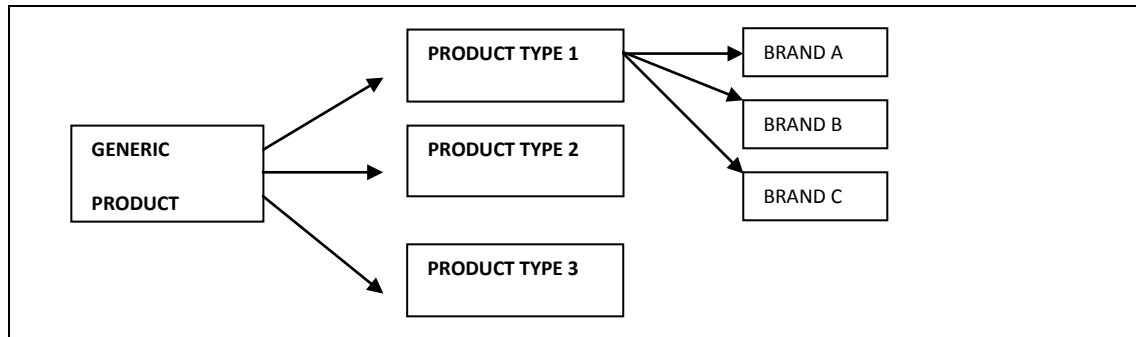 GENERIC
PRODUCT
PRODUCT TYPE 1
PRODUCT TYPE 2
PRODUCT TYPE 3
BRAND A
BRAND B
BRAND C